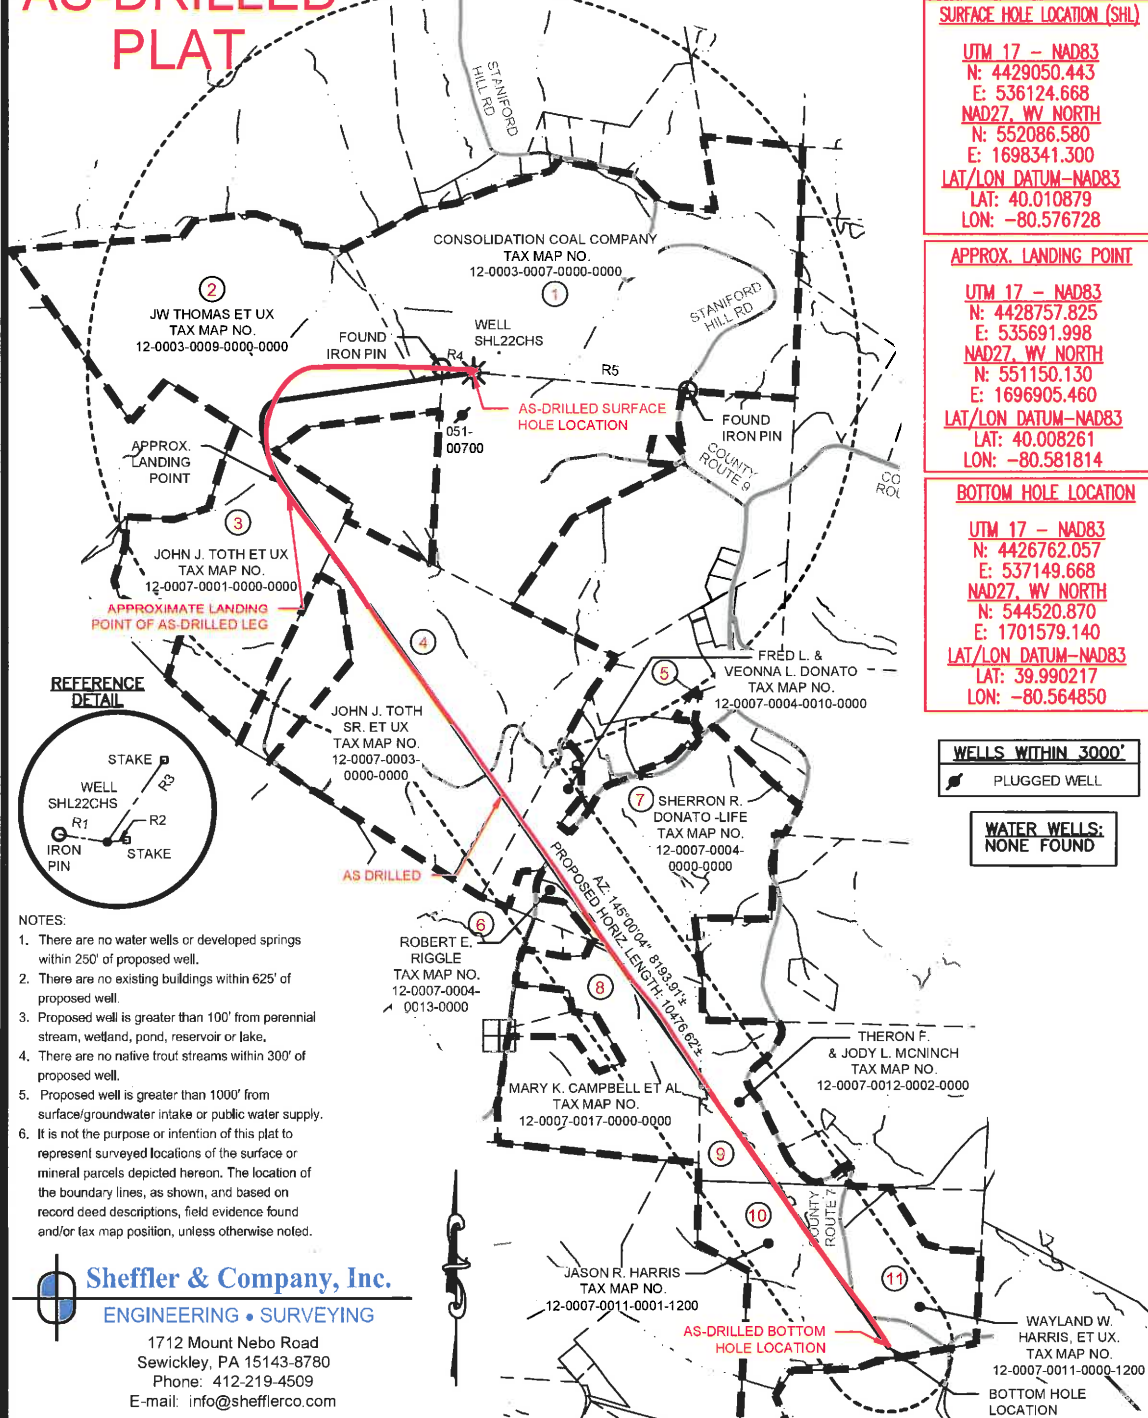 AS-DRILLED
PLAT
SURFACE HOLE LOCATION (SHL)
UTM 17 - NAD83
N: 4429050.443
E: 536124.668
NAD27, WV NORTH
N: 552086.580
E: 1698341.300
LAT/LON DATUM-NAD83
LAT: 40.010879
LON: -80.576728
APPROX. LANDING POINT
UTM 17 - NAD83
N: 4428757.825
E: 535691.998
NAD27, WV NORTH
N: 551150.130
E: 1696905.460
LAT/LON DATUM-NAD83
LAT: 40.008261
LON: -80.581814
BOTTOM HOLE LOCATION
UTM 17 - NAD83
N: 4426762.057
E: 537149.668
NAD27, WV NORTH
N: 544520.870
E: 1701579.140
LAT/LON DATUM-NAD83
LAT: 39.990217
LON: -80.564850
WELLS WITHIN 3000'
PLUGGED WELL
WATER WELLS:
NONE FOUND
STANIFORD
HILL RD
CONSOLIDATION COAL COMPANY
TAX MAP NO.
12-0003-0007-0000-0000
1
2
JW THOMAS ET UX
TAX MAP NO.
12-0003-0009-0000-0000
STANIFORD
HILL RD
FOUND
IRON PIN
R4
WELL
SHL22CHS
R5
AS-DRILLED SURFACE
HOLE LOCATION
FOUND
IRON PIN
051-
00700
APPROX.
LANDING
POINT
COUNTY
ROUTE 9
CO
ROU
3
JOHN J. TOTH ET UX
TAX MAP NO.
12-0007-0001-0000-0000
APPROXIMATE LANDING
POINT OF AS-DRILLED LEG
4
5
FRED L. &
VEONNA L. DONATO
TAX MAP NO.
12-0007-0004-0010-0000
REFERENCE
DETAIL
STAKE
WELL
SHL22CHS
R3
R1
R2
IRON
PIN
STAKE
JOHN J. TOTH
SR. ET UX
TAX MAP NO.
12-0007-0003-
0000-0000
7
SHERRON R.
DONATO -LIFE
TAX MAP NO.
12-0007-0004-
0000-0000
AS DRILLED
AZ: 145°00'04" 8193.91'±
PROPOSED HORIZ. LENGTH: 10476.62'±
6
ROBERT E.
RIGGLE
TAX MAP NO.
12-0007-0004-
0013-0000
8
THERON F.
& JODY L. MCNINCH
TAX MAP NO.
12-0007-0012-0002-0000
MARY K. CAMPBELL ET AL
TAX MAP NO.
12-0007-0017-0000-0000
9
10
COUNTY
ROUTE 7
11
JASON R. HARRIS
TAX MAP NO.
12-0007-0011-0001-1200
AS-DRILLED BOTTOM
HOLE LOCATION
WAYLAND W.
HARRIS, ET UX.
TAX MAP NO.
12-0007-0011-0000-1200
BOTTOM HOLE
LOCATION
NOTES:
1. There are no water wells or developed springs
within 250' of proposed well.
2. There are no existing buildings within 625' of
proposed well.
3. Proposed well is greater than 100' from perennial
stream, wetland, pond, reservoir or lake.
4. There are no native trout streams within 300' of
proposed well.
5. Proposed well is greater than 1000' from
surface/groundwater intake or public water supply.
6. It is not the purpose or intention of this plat to
represent surveyed locations of the surface or
mineral parcels depicted hereon. The location of
the boundary lines, as shown, and based on
record deed descriptions, field evidence found
and/or tax map position, unless otherwise noted.
Sheffler & Company, Inc.
ENGINEERING • SURVEYING
1712 Mount Nebo Road
Sewickley, PA 15143-8780
Phone: 412-219-4509
E-mail: info@shefflerco.com